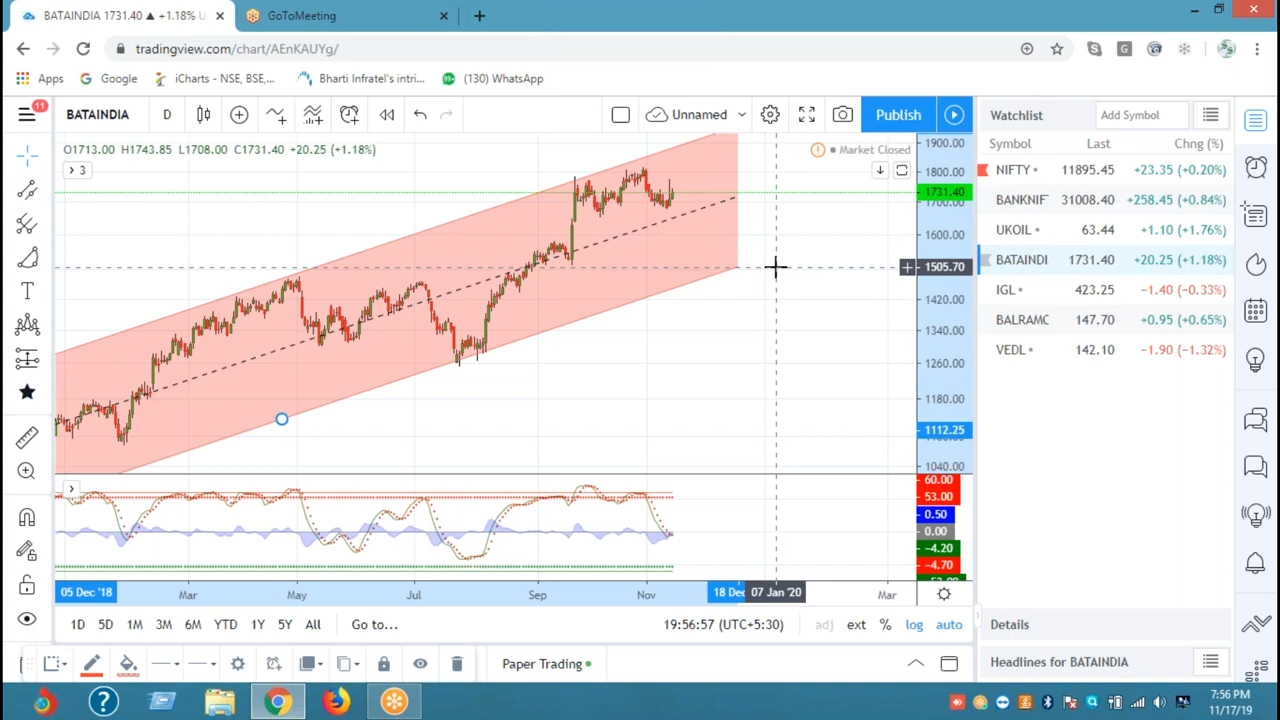 BATAINDIA 1731.40 ▲ +1.18% U
GoToMeeting
tradingview.com/chart/AEnKAUYg/
G
Apps
Google
iCharts - NSE, BSE,...
Bharti Infratel's intri...
99+
(130) WhatsApp
11
BATAINDIA
D
Unnamed
Publish
Watchlist
Add Symbol
O1713.00 H1743.85 L1708.00 C1731.40 +20.25 (+1.18%)
Market Closed
3
Symbol Last Chng (%)
NIFTY 11895.45 +23.35 (+0.20%)
BANKNIF 31008.40 +258.45 (+0.84%)
UKOIL 63.44 +1.10 (+1.76%)
BATAINDI 1731.40 +20.25 (+1.18%)
IGL 423.25 −1.40 (−0.33%)
BALRAMC 147.70 +0.95 (+0.65%)
VEDL 142.10 −1.90 (−1.32%)
1900.00
1800.00
1731.40
1700.00
1600.00
1505.70
1420.00
1340.00
1260.00
1180.00
1112.25
1040.00
60.00
53.00
0.50
0.00
−4.20
−4.70
05 Dec '18
Mar
May
Jul
Sep
Nov
18 Dec
07 Jan '20
Mar
1D 5D 1M 3M 6M YTD 1Y 5Y All Go to...
19:56:57 (UTC+5:30)
adj ext % log auto
Details
Paper Trading
Headlines for BATAINDIA
7:56 PM
11/17/19